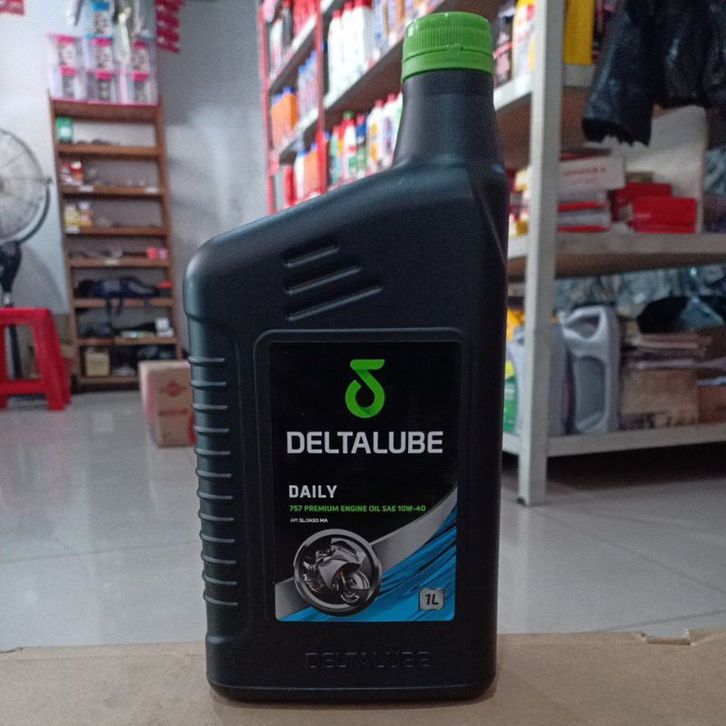 DELTALUBE
DAILY
757 PREMIUM ENGINE OIL SAE 10W-40
API SL/JASO MA
1L
DELTALUBE